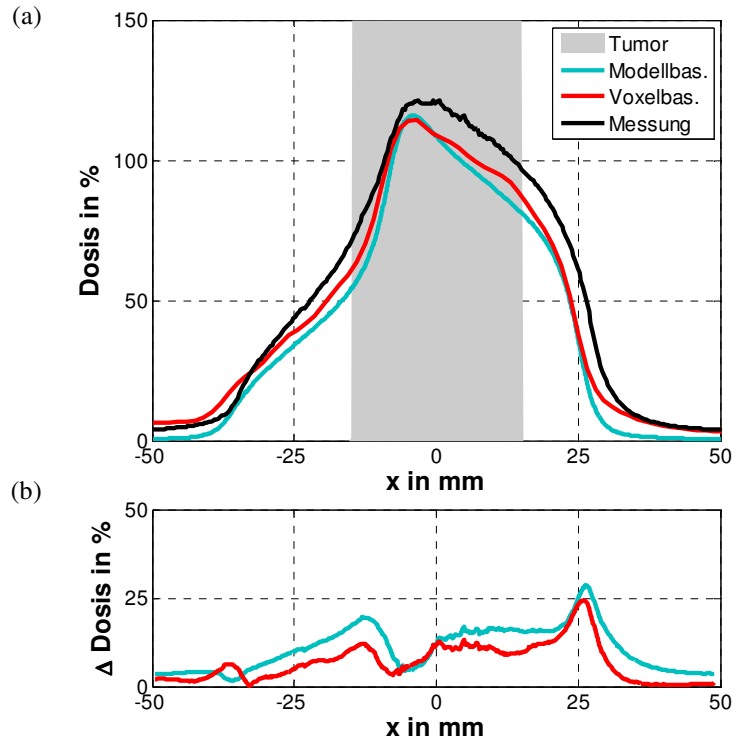 (a)
150
100
50
0
Dosis in %
Tumor
Modellbas.
Voxelbas.
Messung
-50
-25
0
25
50
x in mm
(b)
50
25
0
Δ Dosis in %
-50
-25
0
25
50
x in mm